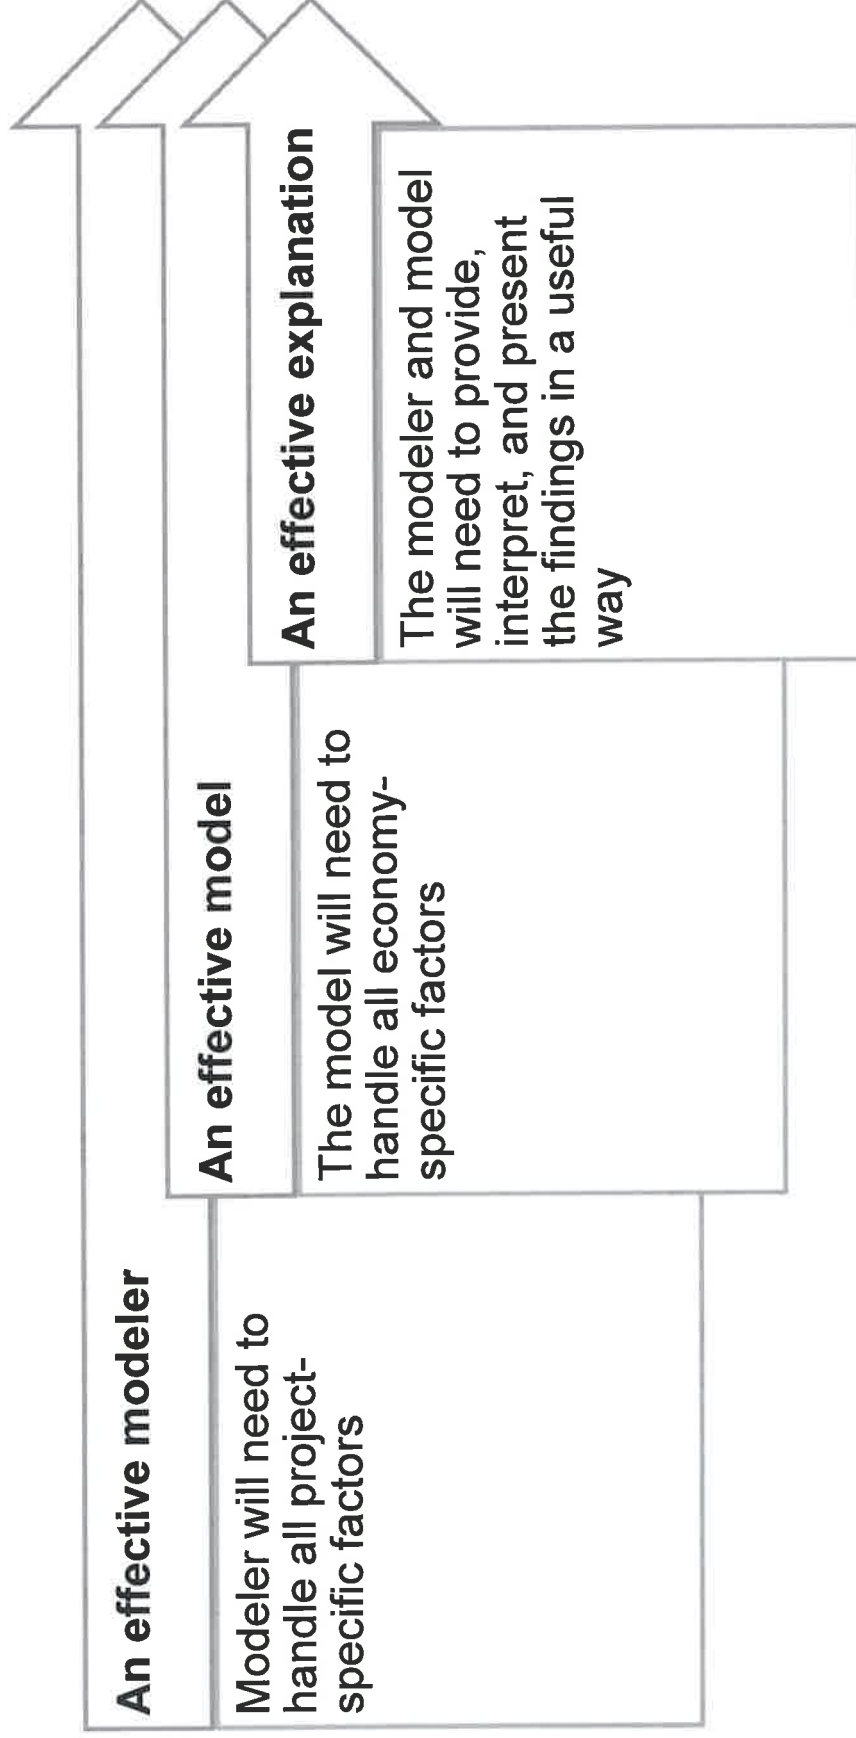 An effective modeler
Modeler will need to
handle all project-
specific factors
An effective model
The model will need to
handle all economy-
specific factors
An effective explanation
The modeler and model
will need to provide,
interpret, and present
the findings in a useful
way